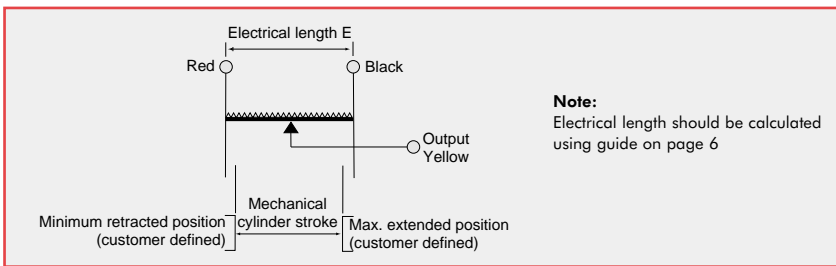 Electrical length E
Red
Black
Output
Yellow
Note:
Electrical length should be calculated
using guide on page 6
Mechanical
cylinder stroke
Minimum retracted position
(customer defined)
Max. extended position
(customer defined)